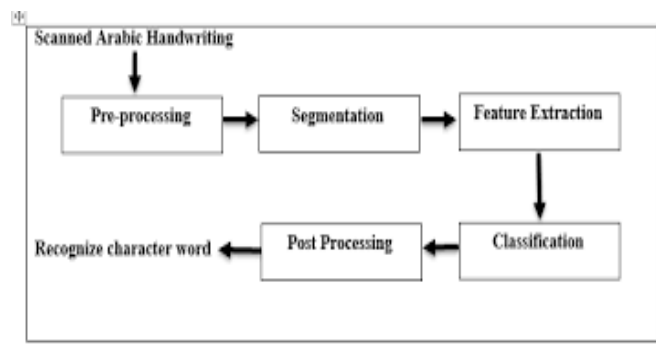 Scanned Arabic Handwriting
Pre-processing
Segmentation
Feature Extraction
Classification
Post Processing
Recognize character word